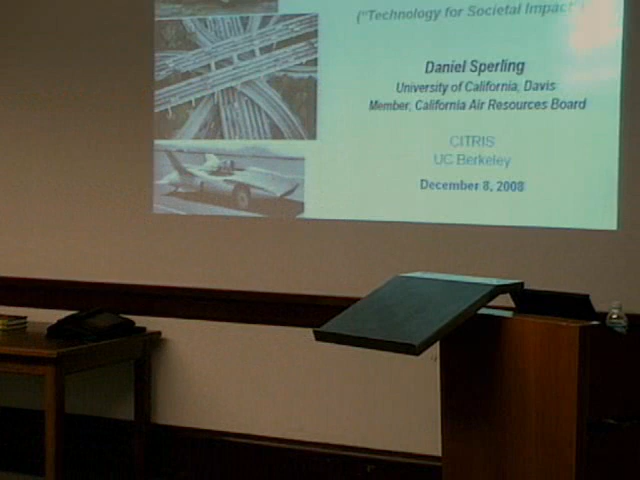 ("Technology for Societal Impact")
Daniel Sperling
University of California, Davis
Member, California Air Resources Board
CITRIS
UC Berkeley
December 8, 2008